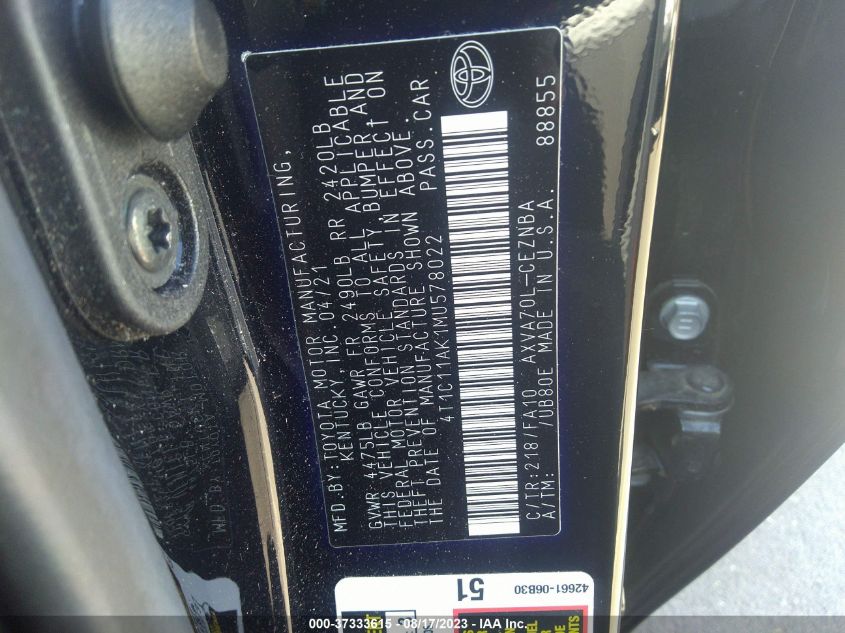 MFD.BY:TOYOTA MOTOR MANUFACTURING,
KENTUCKY, INC. 04/21
GVWR 4475LB GAWR FR 2490LB RR 2420LB
THIS VEHICLE CONFORMS TO ALL APPLICABLE
FEDERAL MOTOR VEHICLE SAFETY, BUMPER, AND
THEFT PREVENTION STANDARDS IN EFFECT ON
THE DATE OF MANUFACTURE SHOWN ABOVE.
4T1C11AK1MU578022 PASS.CAR
C/TR:218/FA10 AXVA70L-CEZNBA
A/TM: /UB80E MADE IN U.S.A. 88855
51
42661-06B30
000-37333615 - 08/17/2023 - © IAA, Inc.